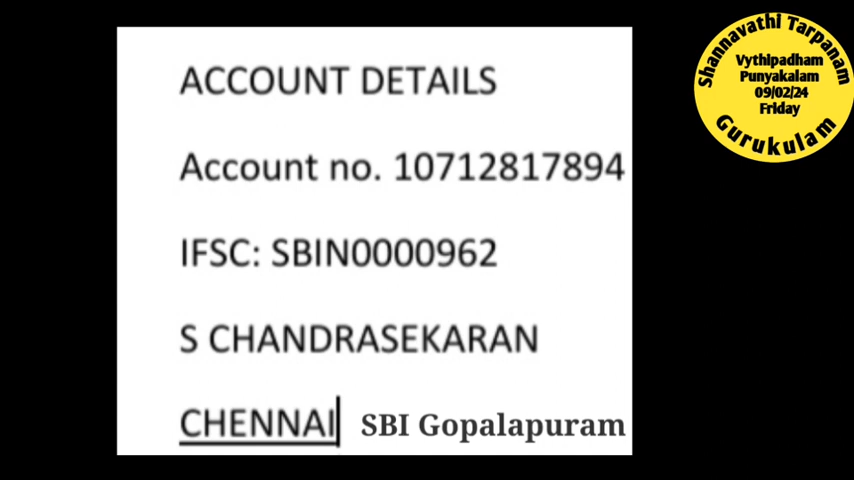 ACCOUNT DETAILS
Account no. 10712817894
IFSC: SBIN0000962
S CHANDRASEKARAN
CHENNAI SBI Gopalapuram
Shannavathi Tarpanam
Vythipadham
Punyakalam
09/02/24
Friday
Gurukulam